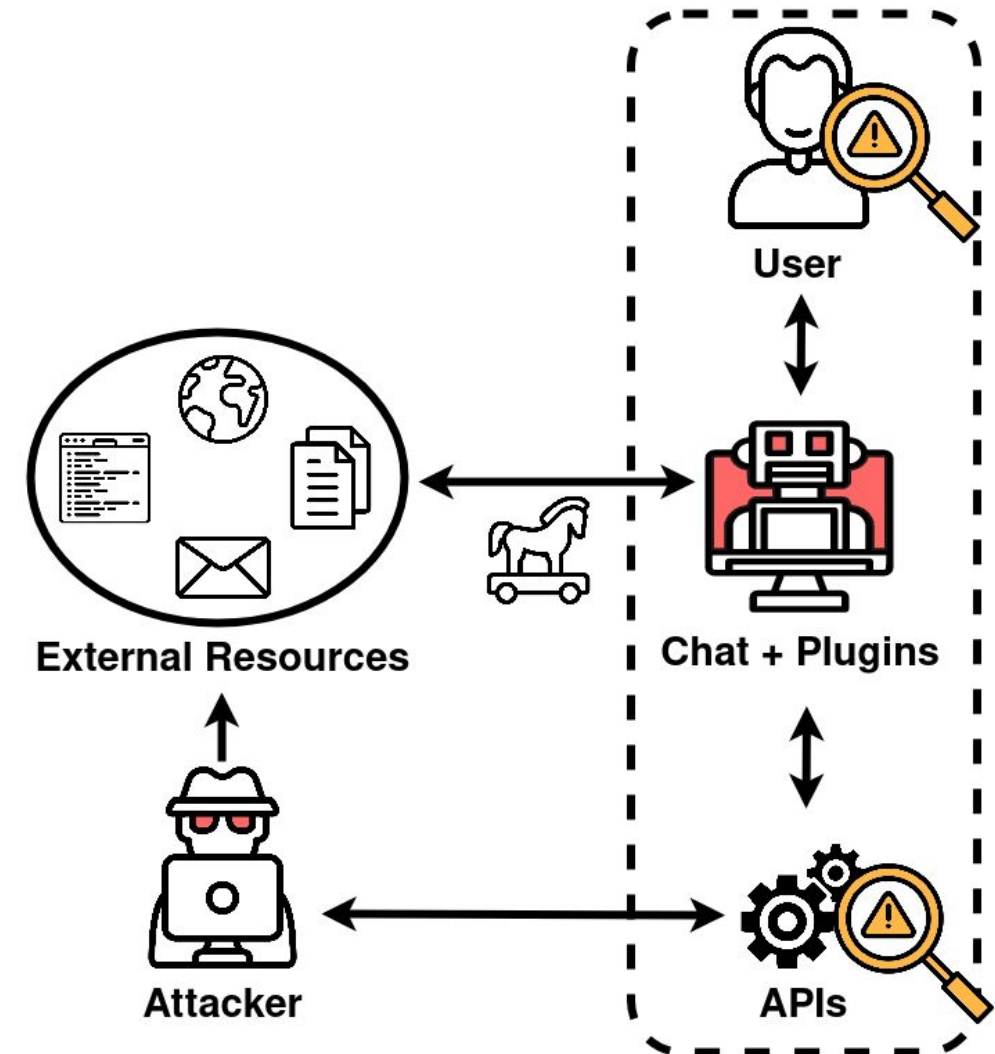 User
External Resources
Chat + Plugins
Attacker
APIs